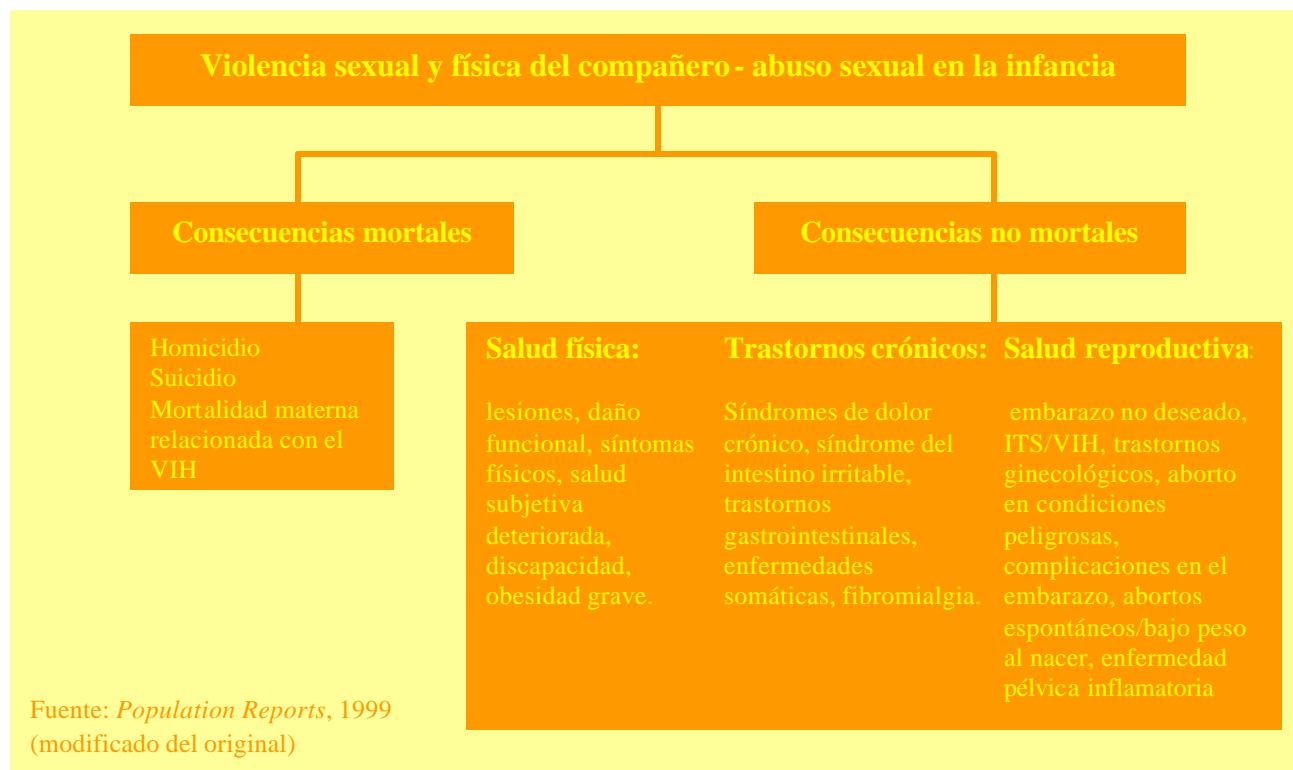 Violencia sexual y física del compañero - abuso sexual en la infancia
Consecuencias mortales
Consecuencias no mortales
Homicidio
Suicidio
Mortalidad materna
relacionada con el
VIH
Salud física:
lesiones, daño
funcional, síntomas
físicos, salud
subjetiva
deteriorada,
discapacidad,
obesidad grave.
Trastornos crónicos:
Síndromes de dolor
crónico, síndrome del
intestino irritable,
trastornos
gastrointestinales,
enfermedades
somáticas, fibromialgia.
Salud reproductiva:
embarazo no deseado,
ITS/VIH, trastornos
ginecológicos, aborto
en condiciones
peligrosas,
complicaciones en el
embarazo, abortos
espontáneos/bajo peso
al nacer, enfermedad
pélvica inflamatoria
Fuente: Population Reports, 1999
(modificado del original)